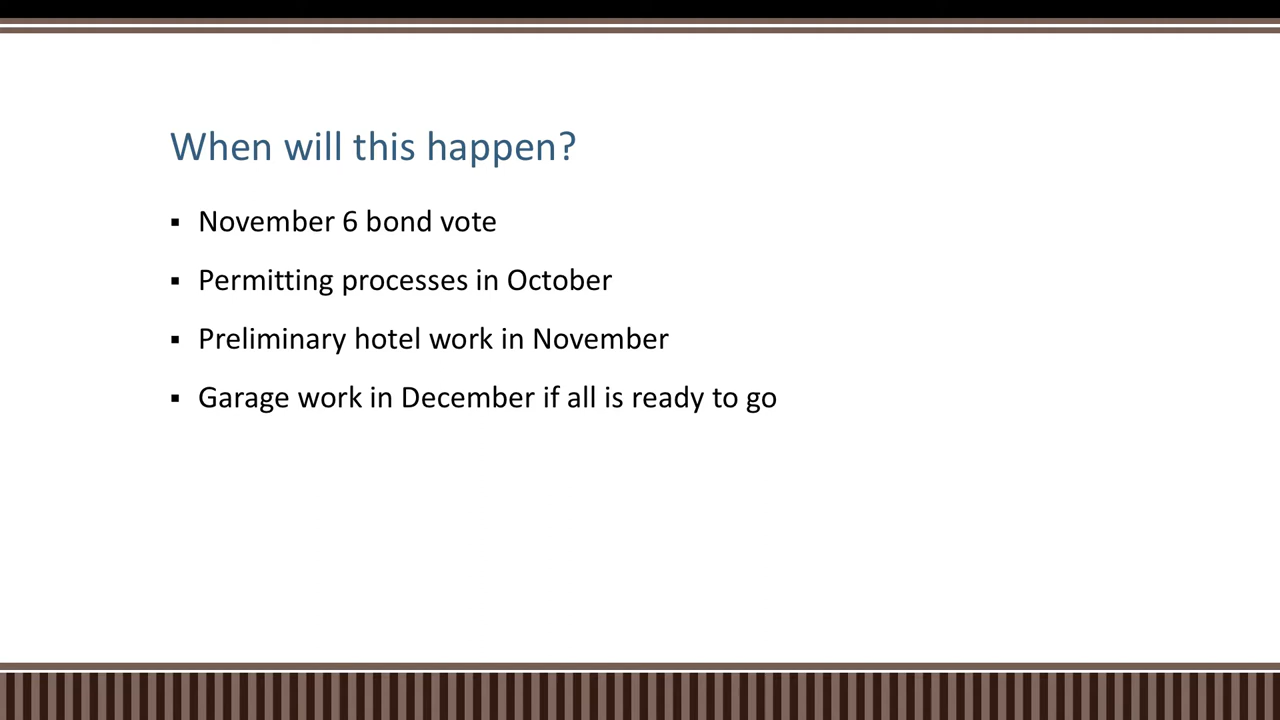 When will this happen?
▪ November 6 bond vote
▪ Permitting processes in October
▪ Preliminary hotel work in November
▪ Garage work in December if all is ready to go